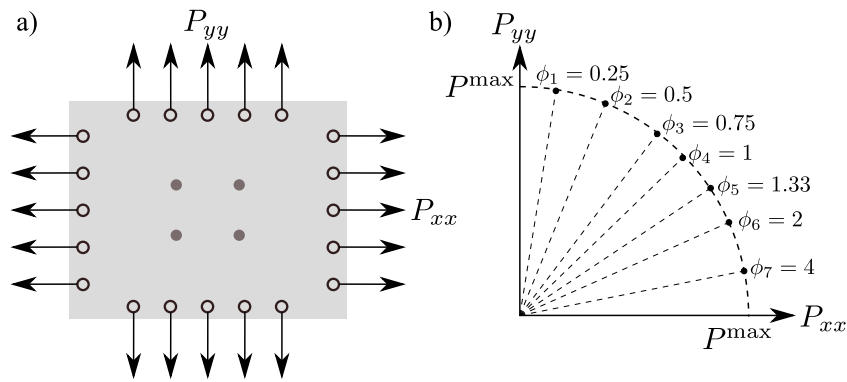 a)
P_yy
P_xx
b)
P_yy
P^max
ϕ_1 = 0.25
ϕ_2 = 0.5
ϕ_3 = 0.75
ϕ_4 = 1
ϕ_5 = 1.33
ϕ_6 = 2
ϕ_7 = 4
P_xx
P^max